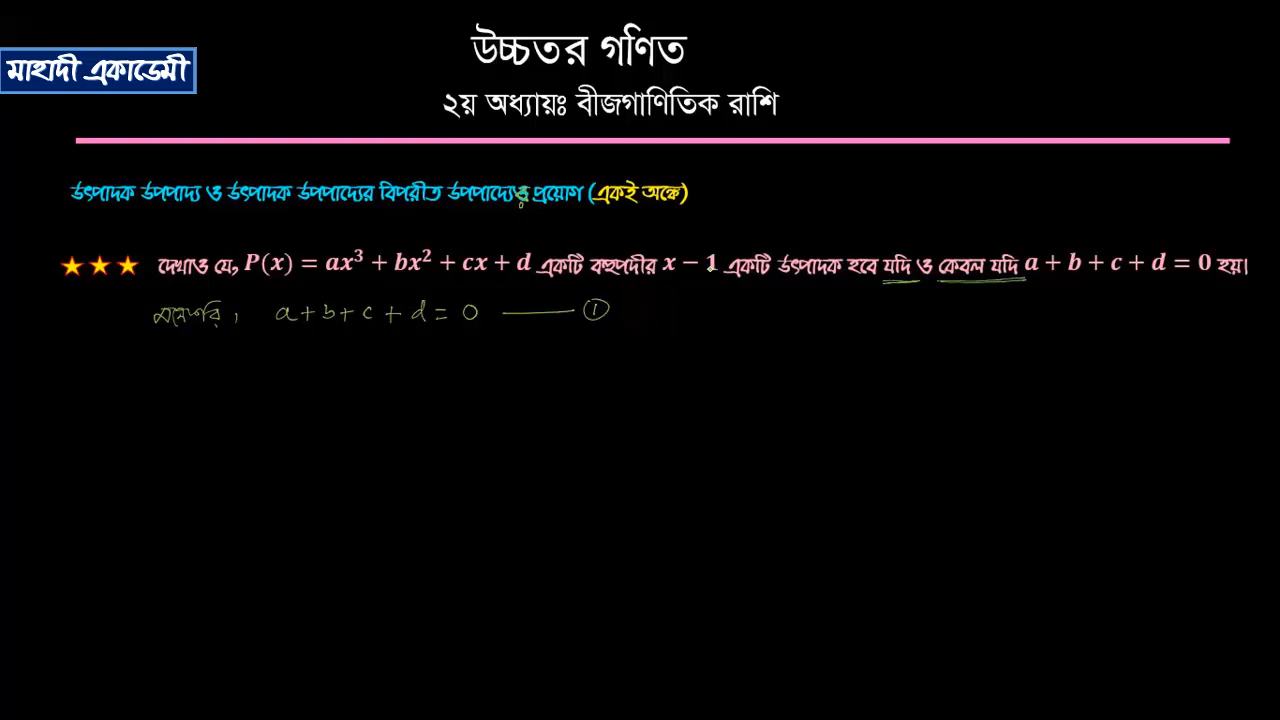 উচ্চতর গণিত
মাহাদী একাডেমী
২য় অধ্যায়ঃ বীজগাণিতিক রাশি
উৎপাদক উপপাদ্য ও উৎপাদক উপপাদ্যের বিপরীত উপপাদ্যের প্রয়োগ (একই অঙ্কে)
দেখাও যে, P(x) = ax³ + bx² + cx + d একটি বহুপদীর x − 1 একটি উৎপাদক হবে যদি ও কেবল যদি a + b + c + d = 0 হয়।
মনেকরি, a + b + c + d = 0 —— ①